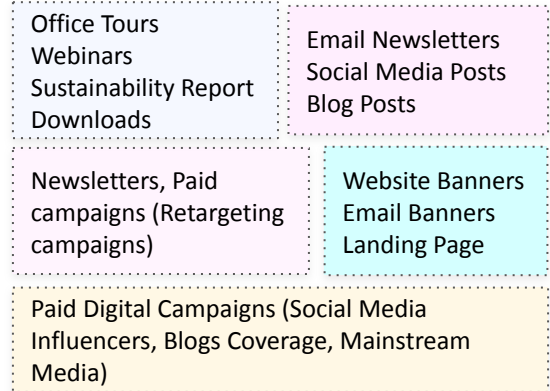 Office Tours
Webinars
Sustainability Report
Downloads
Email Newsletters
Social Media Posts
Blog Posts
Newsletters, Paid
campaigns (Retargeting
campaigns)
Website Banners
Email Banners
Landing Page
Paid Digital Campaigns (Social Media
Influencers, Blogs Coverage, Mainstream
Media)